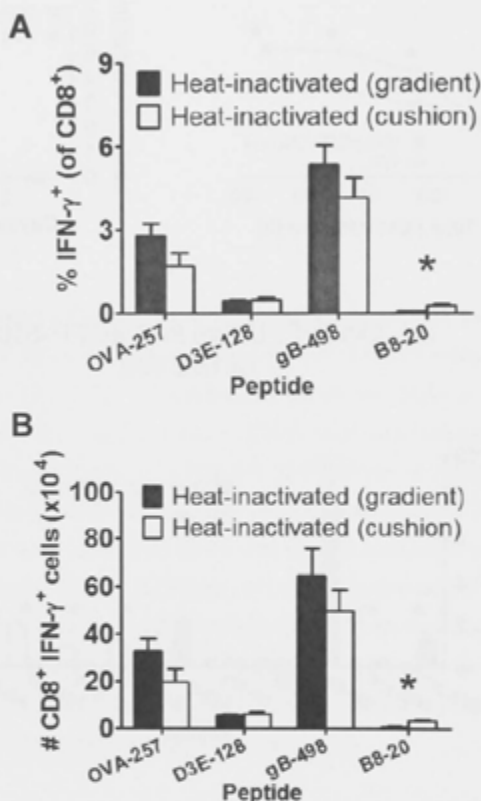 A
9
6
3
0
% IFN-γ⁺ (of CD8⁺)
Heat-inactivated (gradient)
Heat-inactivated (cushion)
*
OVA-257
D3E-128
gB-498
B8-20
Peptide
B
100
80
60
40
20
0
# CD8⁺ IFN-γ⁺ cells (x10⁴)
Heat-inactivated (gradient)
Heat-inactivated (cushion)
*
OVA-257
D3E-128
gB-498
B8-20
Peptide